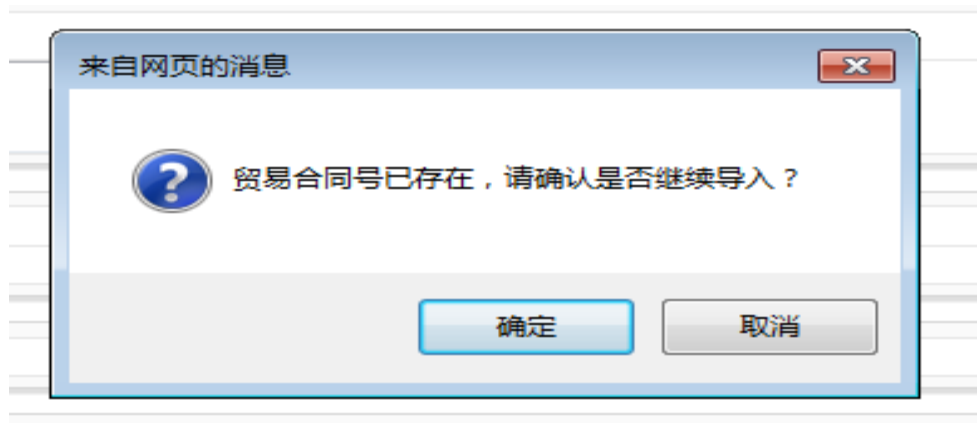 来自网页的消息
贸易合同号已存在，请确认是否继续导入？
确定
取消